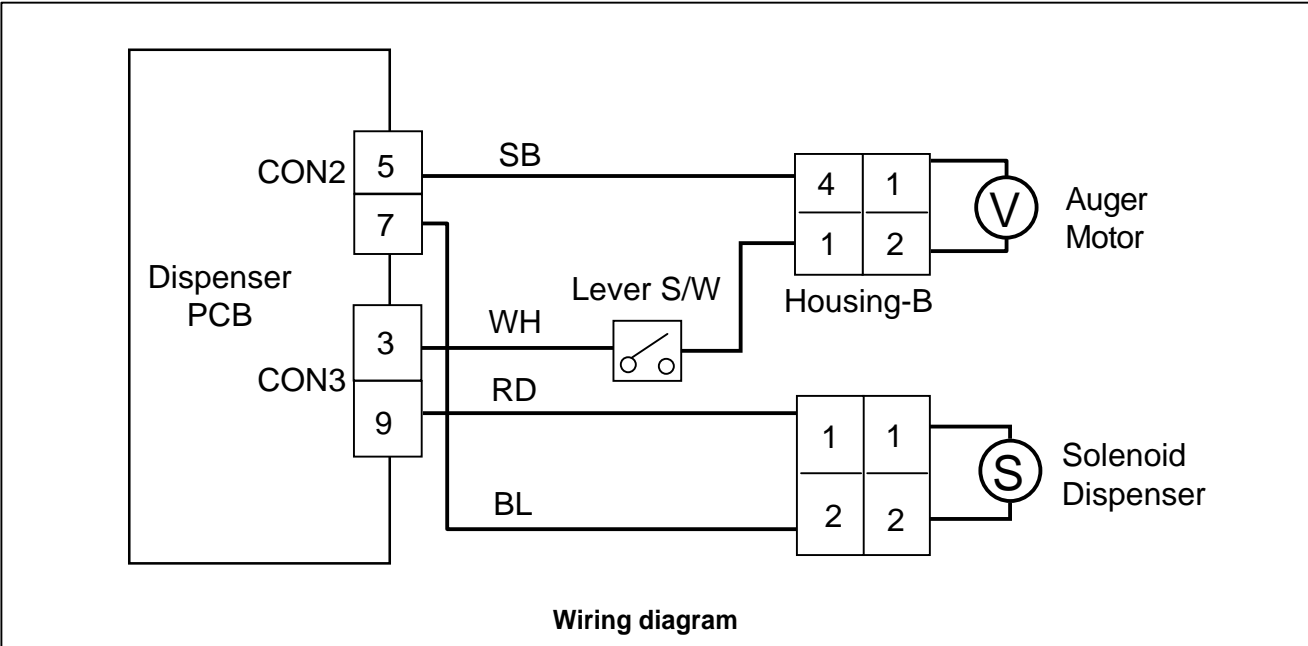 SB
CON2 5
4 1
V
Auger
Motor
7
1 2
Dispenser
PCB
Lever S/W
Housing-B
WH
3
CON3
RD
9
1 1
S
Solenoid
Dispenser
BL
2 2
Wiring diagram